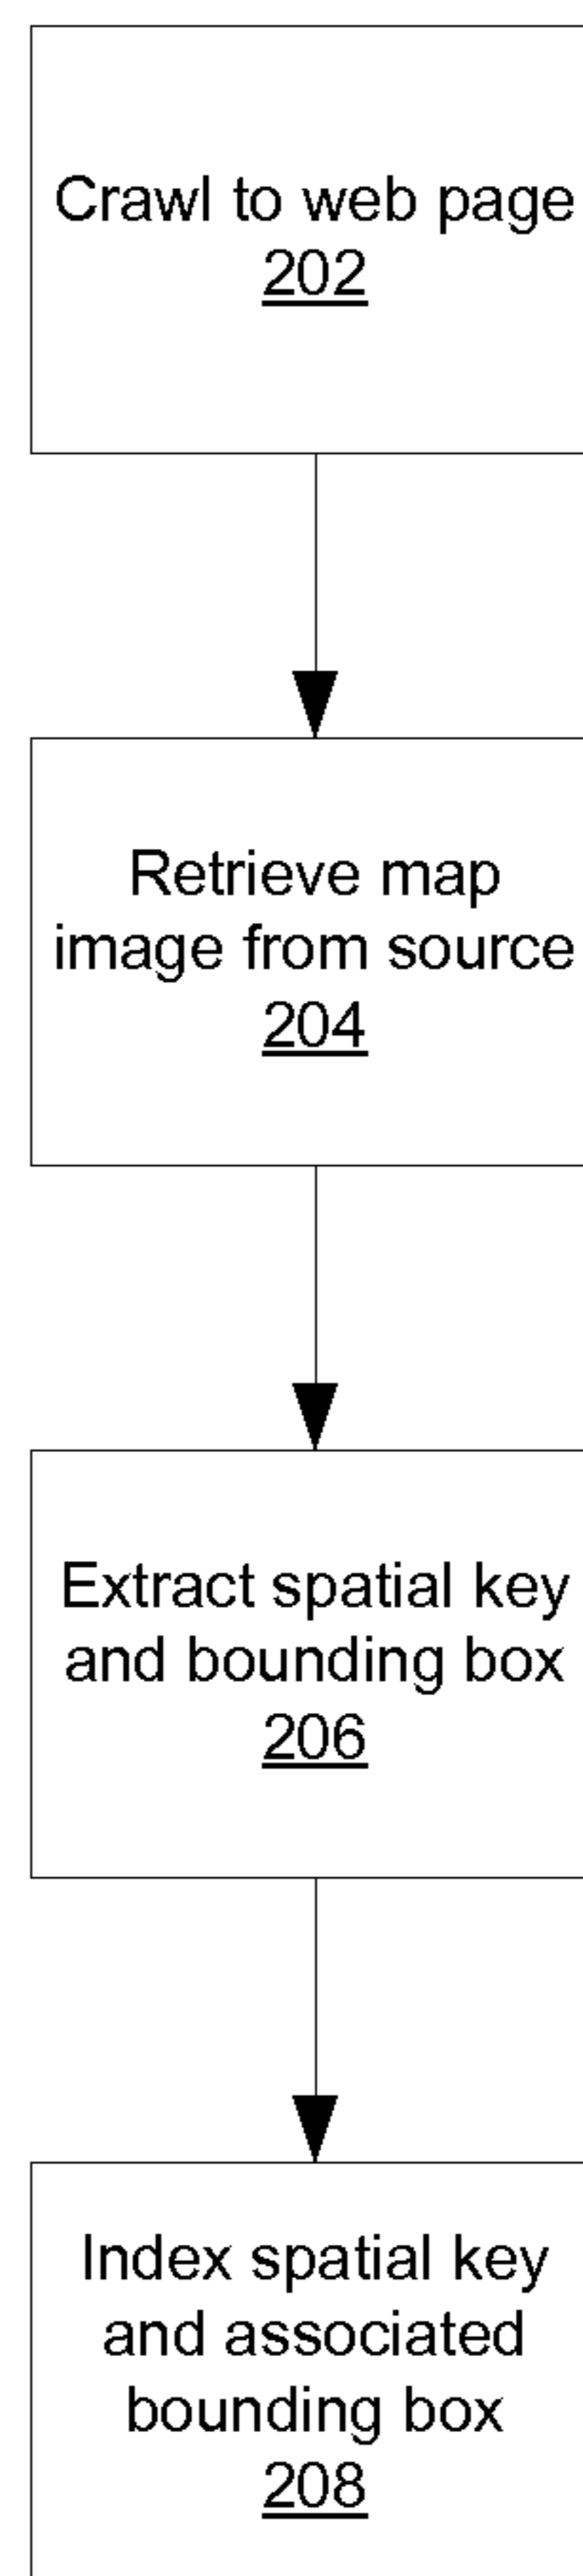 Crawl to web page
202
Retrieve map
image from source
204
Extract spatial key
and bounding box
206
Index spatial key
and associated
bounding box
208